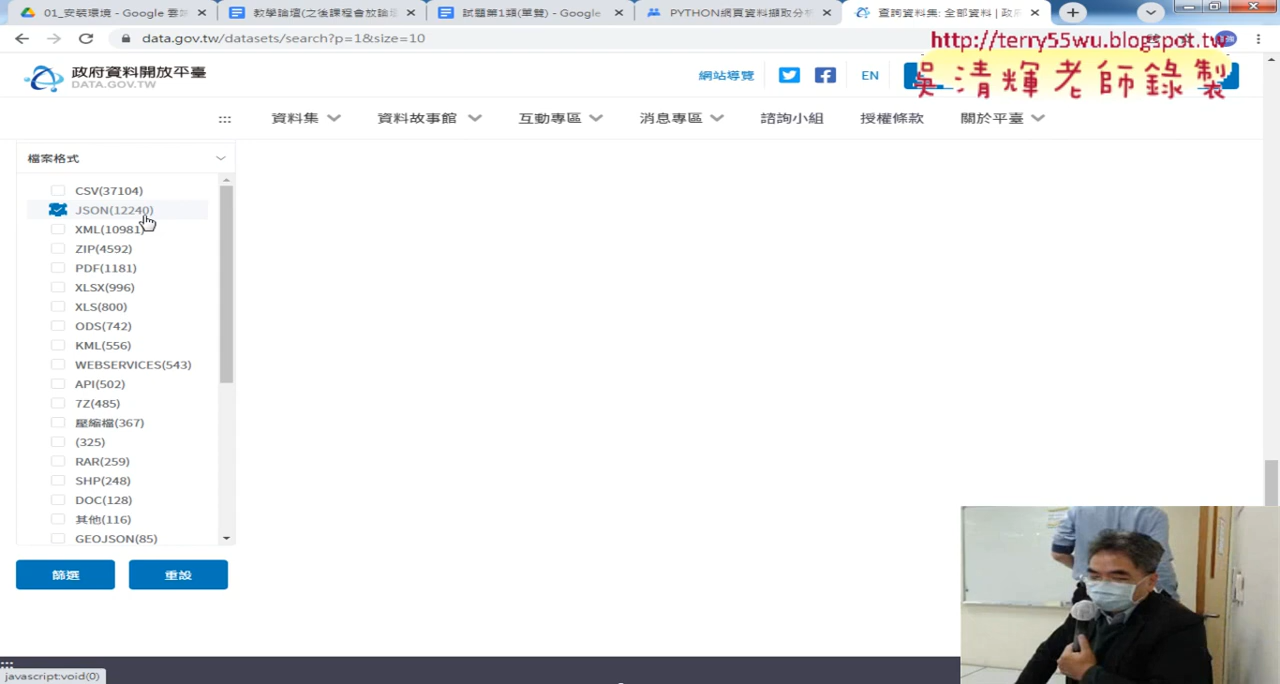 01_安裝環境 - Google 雲端
教學論壇(之後課程會放論壇
試題第1類(單雙) - Google
PYTHON網頁資料擷取分析
查詢資料集: 全部資料 | 政府
data.gov.tw/datasets/search?p=1&size=10
http://terry55wu.blogspot.tw
吳清輝老師錄製
政府資料開放平臺
DATA.GOV.TW
網站導覽
EN
資料集
資料故事館
互動專區
消息專區
諮詢小組
授權條款
關於平臺
檔案格式
CSV(37104)
JSON(12240)
XML(10981)
ZIP(4592)
PDF(1181)
XLSX(996)
XLS(800)
ODS(742)
KML(556)
WEBSERVICES(543)
API(502)
7Z(485)
壓縮檔(367)
(325)
RAR(259)
SHP(248)
DOC(128)
其他(116)
GEOJSON(85)
篩選
重設
javascript:void(0)